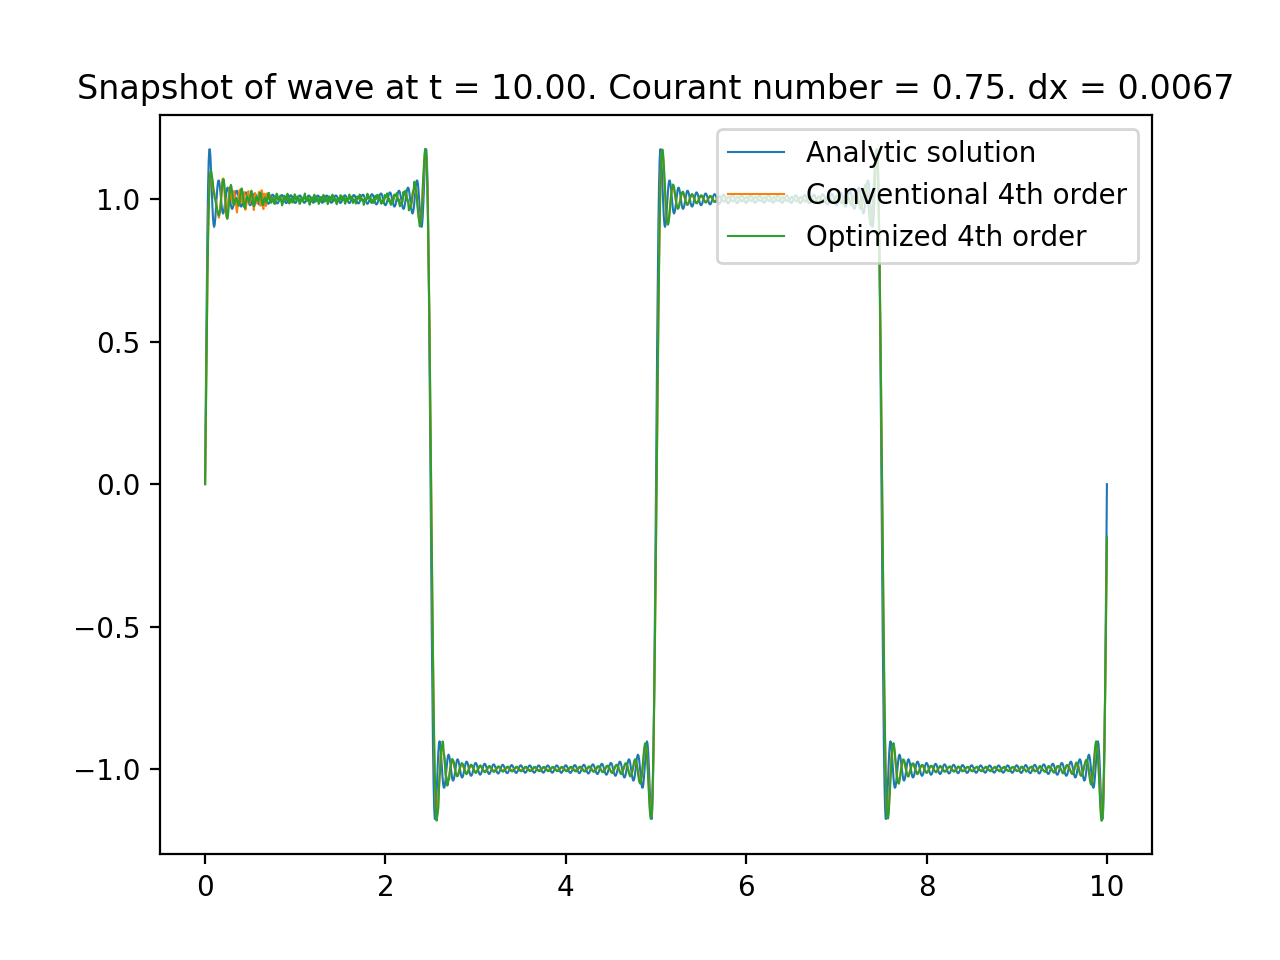 Snapshot of wave at t = 10.00. Courant number = 0.75. dx = 0.0067
Analytic solution
Conventional 4th order
Optimized 4th order
1.0
0.5
0.0
−0.5
−1.0
0 2 4 6 8 10